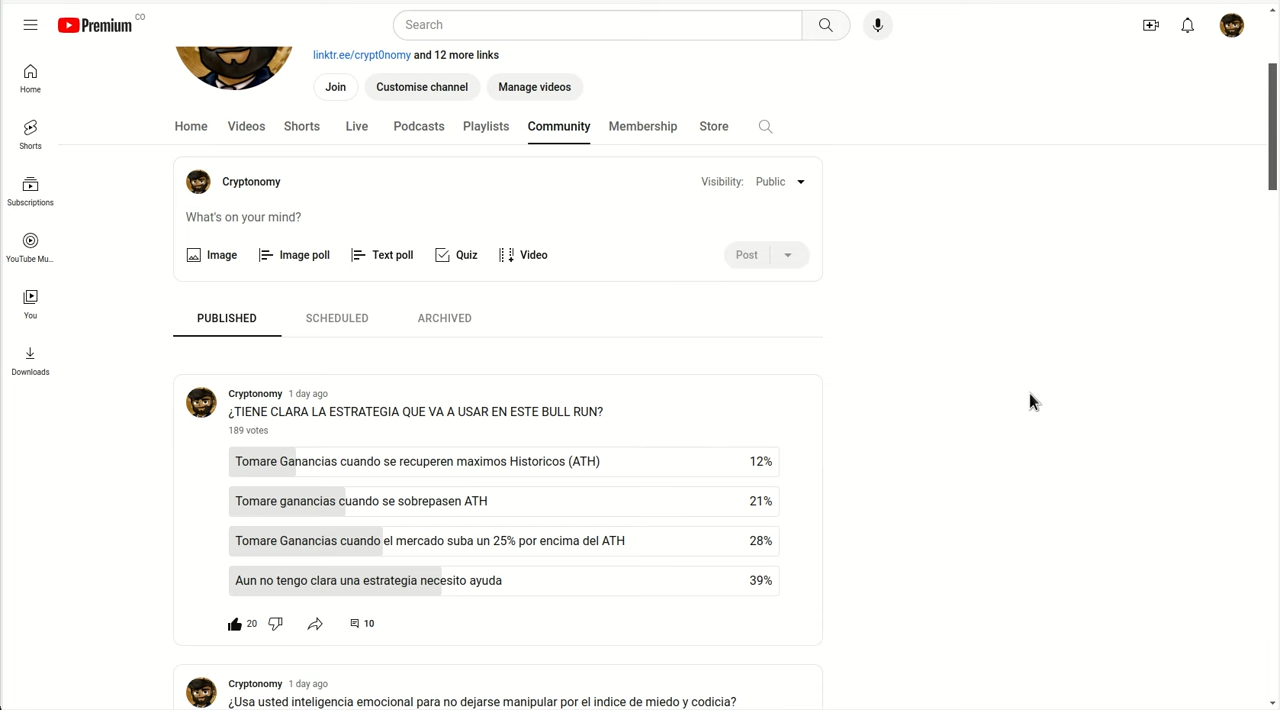 Premium CO
Search
linktr.ee/crypt0nomy and 12 more links
Join Customise channel Manage videos
Home Videos Shorts Live Podcasts Playlists Community Membership Store
Home
Shorts
Subscriptions
YouTube Mu...
You
Downloads
Cryptonomy Visibility: Public
What's on your mind?
Image Image poll Text poll Quiz Video Post
PUBLISHED SCHEDULED ARCHIVED
Cryptonomy 1 day ago
¿TIENE CLARA LA ESTRATEGIA QUE VA A USAR EN ESTE BULL RUN?
189 votes
Tomare Ganancias cuando se recuperen maximos Historicos (ATH) 12%
Tomare ganancias cuando se sobrepasen ATH 21%
Tomare Ganancias cuando el mercado suba un 25% por encima del ATH 28%
Aun no tengo clara una estrategia necesito ayuda 39%
20 10
Cryptonomy 1 day ago
¿Usa usted inteligencia emocional para no dejarse manipular por el indice de miedo y codicia?